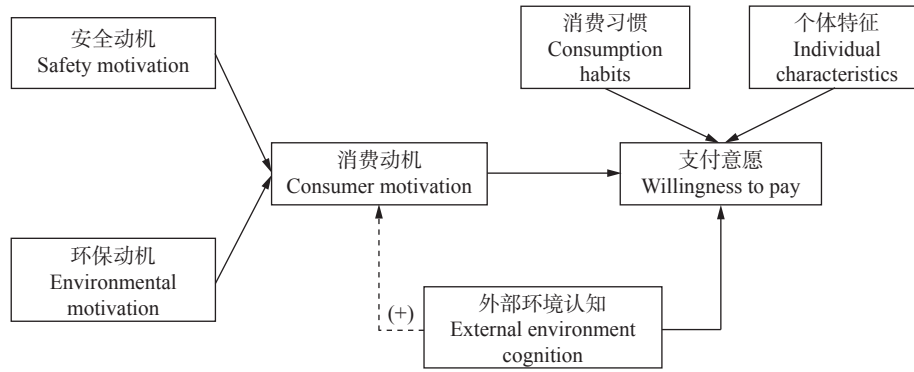 安全动机
Safety motivation
消费习惯
Consumption
habits
个体特征
Individual
characteristics
消费动机
Consumer motivation
支付意愿
Willingness to pay
环保动机
Environmental
motivation
(+)
外部环境认知
External environment
cognition